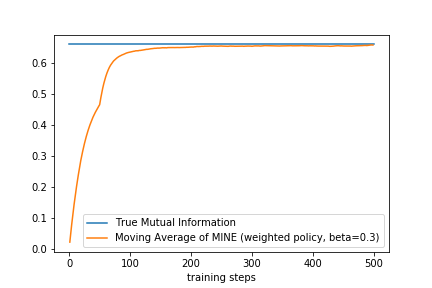 0.6
0.5
0.4
0.3
0.2
0.1
0.0
True Mutual Information
Moving Average of MINE (weighted policy, beta=0.3)
0 100 200 300 400 500
training steps